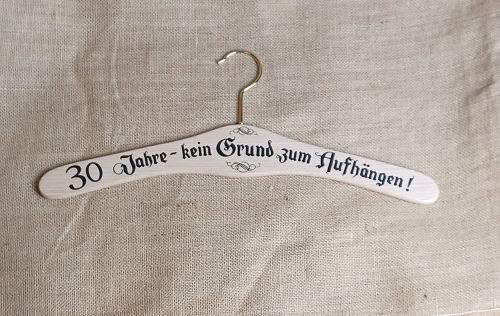 30 Jahre - kein Grund zum Aufhängen!